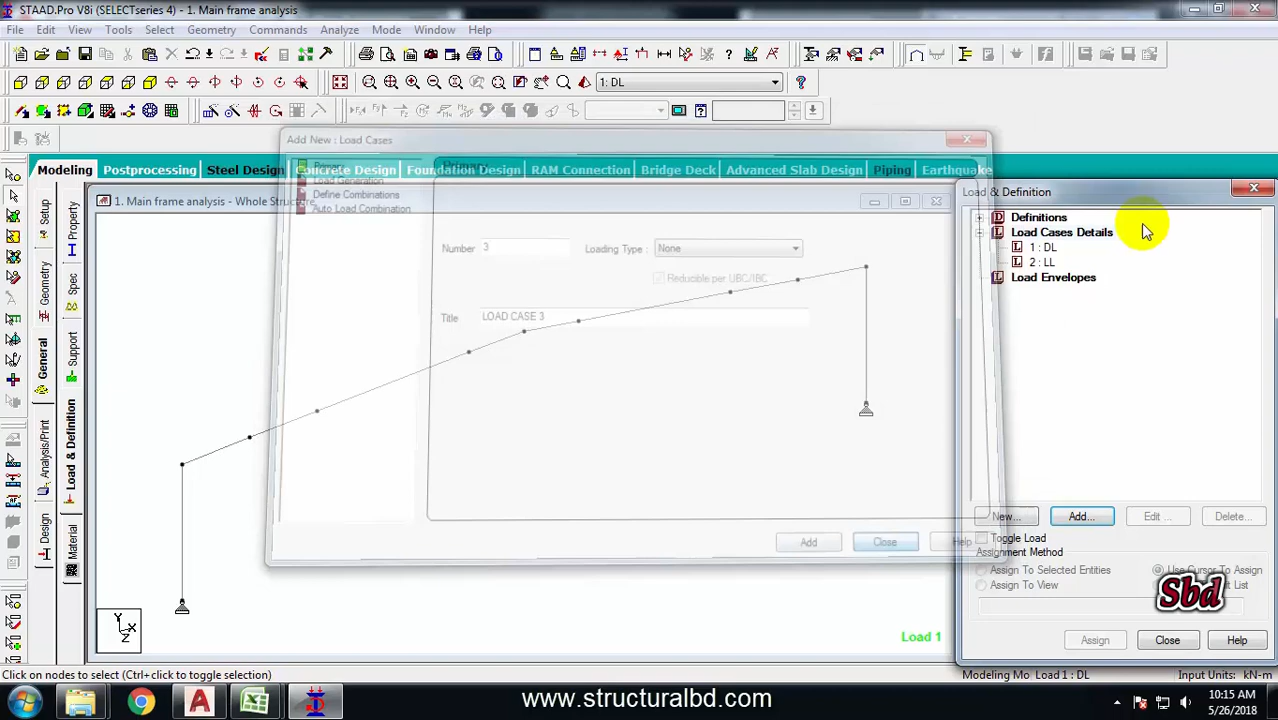 STAAD.Pro V8i (SELECTseries 4) - 1. Main frame analysis
File Edit View Tools Select Geometry Commands Analyze Mode Window Help
1: DL
Add New : Load Cases
Modeling Postprocessing Steel Design Concrete Design Foundation Design RAM Connection Bridge Deck Advanced Slab Design Piping Earthquake
Primary
Load Generation
Define Combinations
Auto Load Combination
Primary
Load & Definition
1. Main frame analysis - Whole Structure
Definitions
Load Cases Details
1 : DL
2 : LL
Load Envelopes
Number 3 Loading Type : None
Reducible per UBC/IBC
Title LOAD CASE 3
Setup
Geometry
General
Analysis/Print
Design
Property
Spec
Support
Load & Definition
Material
Add Close Help
New... Add... Edit ... Delete...
Toggle Load
Assignment Method
Assign To Selected Entities
Use Cursor To Assign
Assign To View
t List
Sbd
Assign Close Help
Y
X
Z
Load 1
Click on nodes to select (Ctrl+click to toggle selection)
Modeling Mo Load 1 : DL Input Units: kN-m
www.structuralbd.com
10:15 AM
5/26/2018